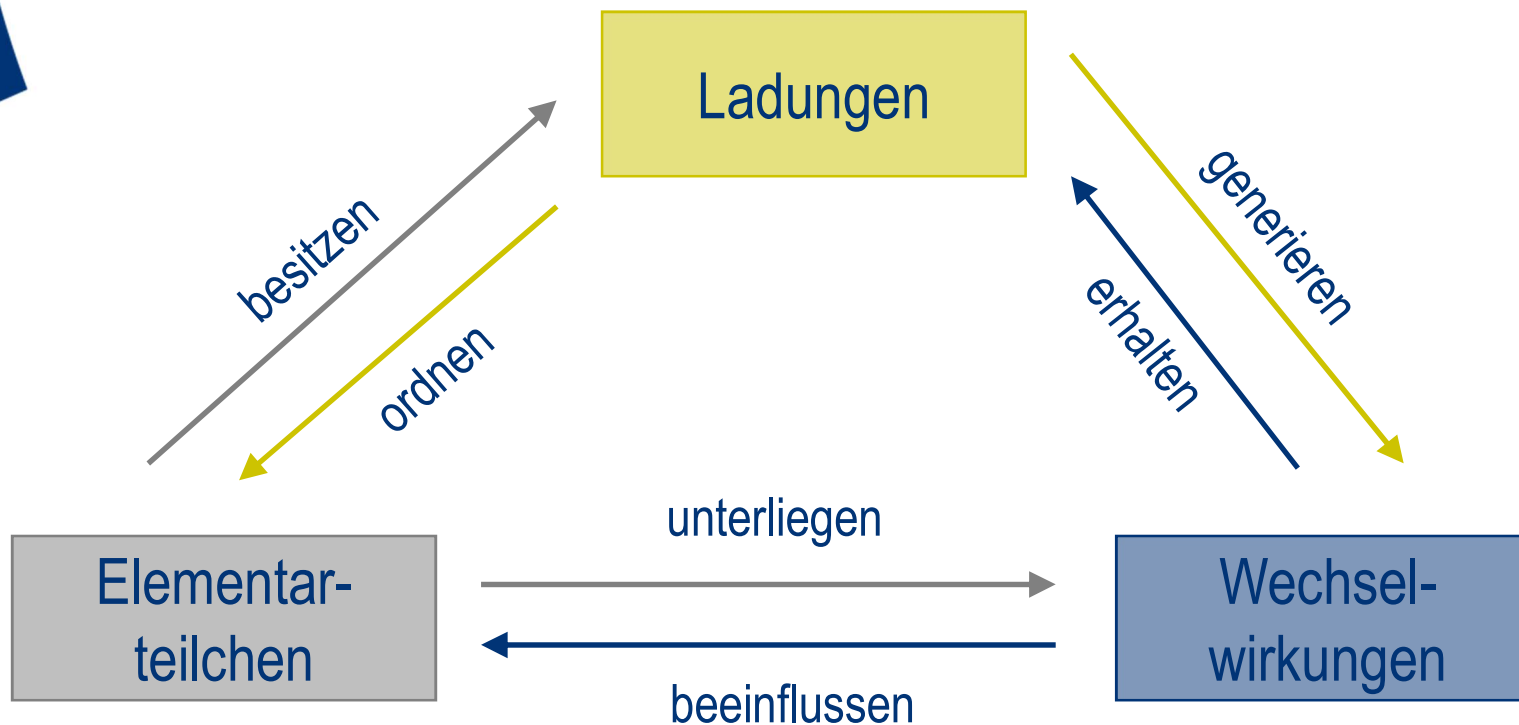 Ladungen
besitzen
generieren
ordnen
erhalten
unterliegen
Elementar-
teilchen
Wechsel-
wirkungen
beeinflussen